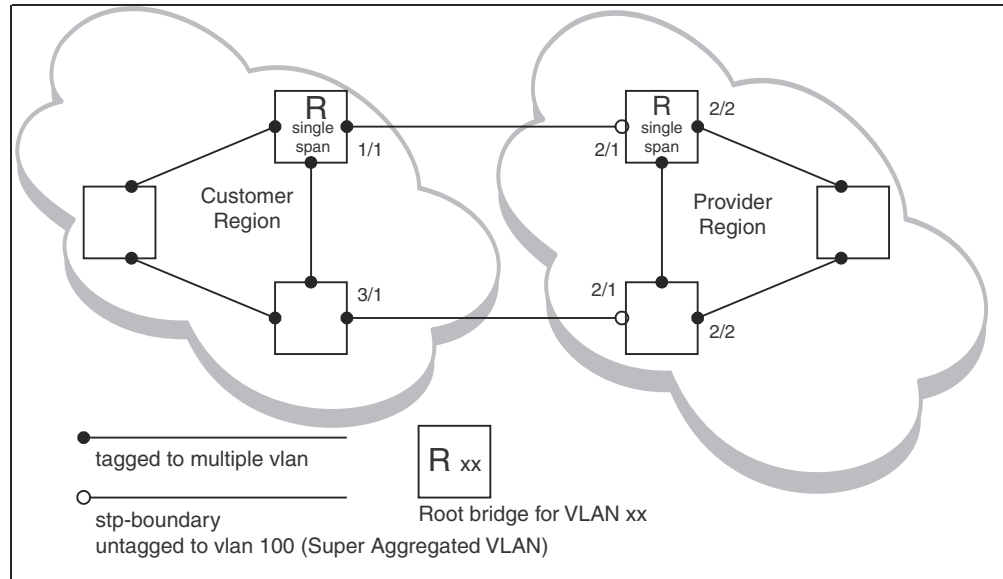 R
single
span
1/1
R
single
span
2/2
2/1
Customer
Region
Provider
Region
3/1
2/1
2/2
tagged to multiple vlan
R xx
stp-boundary
untagged to vlan 100 (Super Aggregated VLAN)
Root bridge for VLAN xx